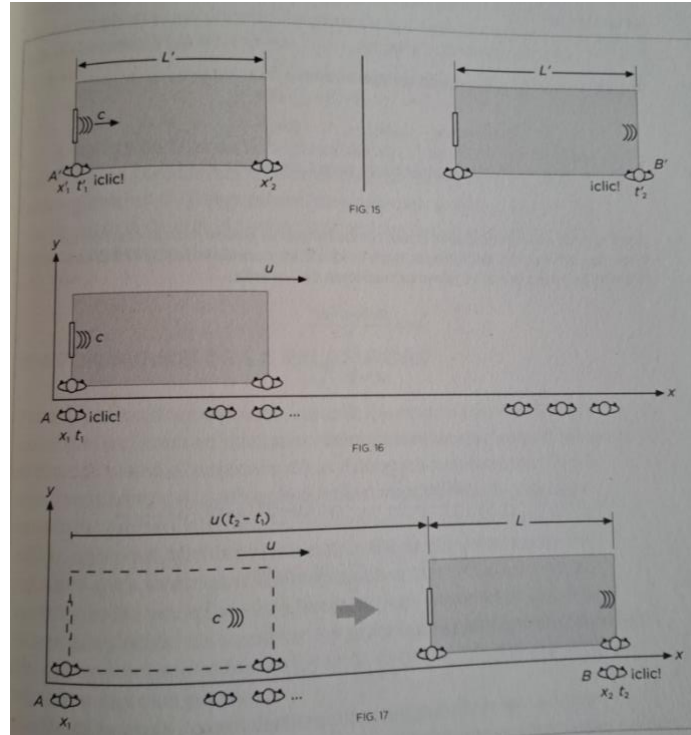 L'
L'
c
A'
x'₁ t'₁ ¡clic!
x'₂
B'
¡clic! t'₂
FIG. 15
y
u
c
x
A ¡clic!
...
x₁ t₁
FIG. 16
y
u(t₂ − t₁)
L
u
c
x
A
...
B ¡clic!
x₁
x₂ t₂
FIG. 17